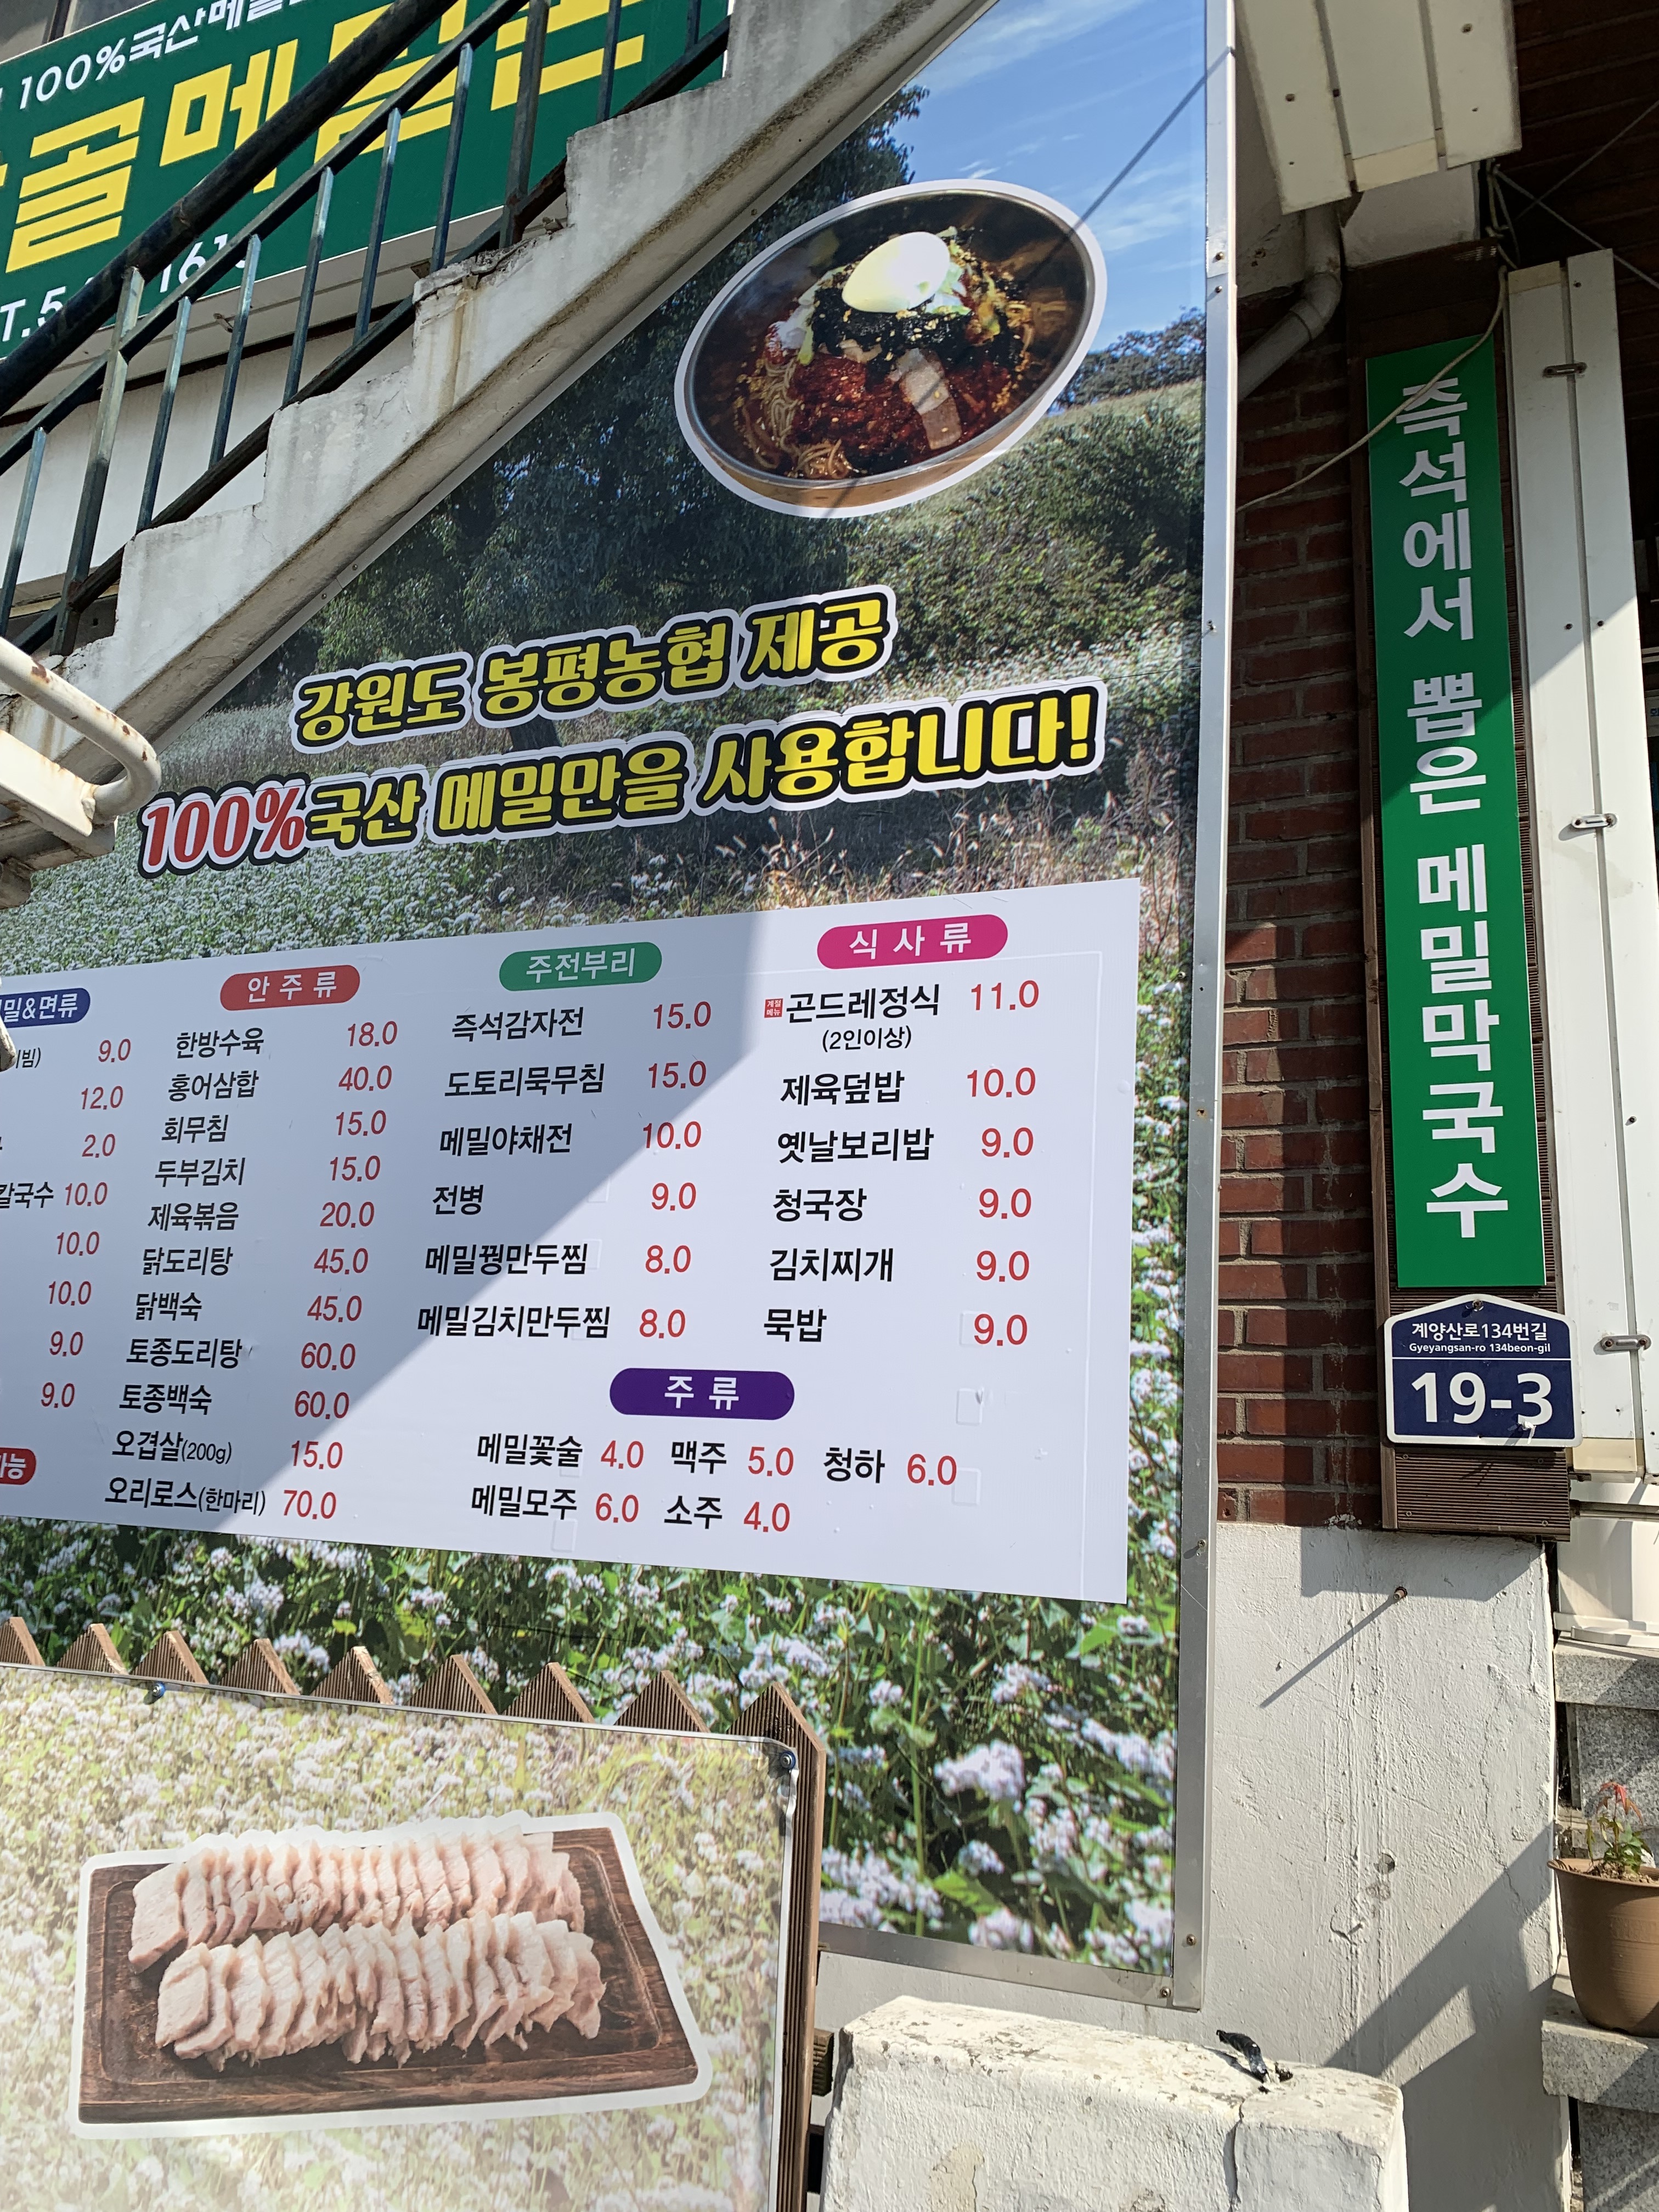 100%국산메밀
골메밀
강원도 봉평농협 제공
100%국산 메밀만을 사용합니다!
밀&면류
9.0
12.0
2.0
칼국수 10.0
10.0
10.0
9.0
9.0
안주류
한방수육 18.0
홍어삼합 40.0
회무침 15.0
두부김치 15.0
제육볶음 20.0
닭도리탕 45.0
닭백숙 45.0
토종도리탕 60.0
토종백숙 60.0
오겹살(200g) 15.0
오리로스(한마리) 70.0
주전부리
즉석감자전 15.0
도토리묵무침 15.0
메밀야채전 10.0
전병 9.0
메밀꿩만두찜 8.0
메밀김치만두찜 8.0
식사류
계절메뉴 곤드레정식 11.0
(2인이상)
제육덮밥 10.0
옛날보리밥 9.0
청국장 9.0
김치찌개 9.0
묵밥 9.0
주류
메밀꽃술 4.0 맥주 5.0 청하 6.0
메밀모주 6.0 소주 4.0
즉석에서 뽑은 메밀막국수
계양산로134번길
Gyeyangsan-ro 134beon-gil
19-3